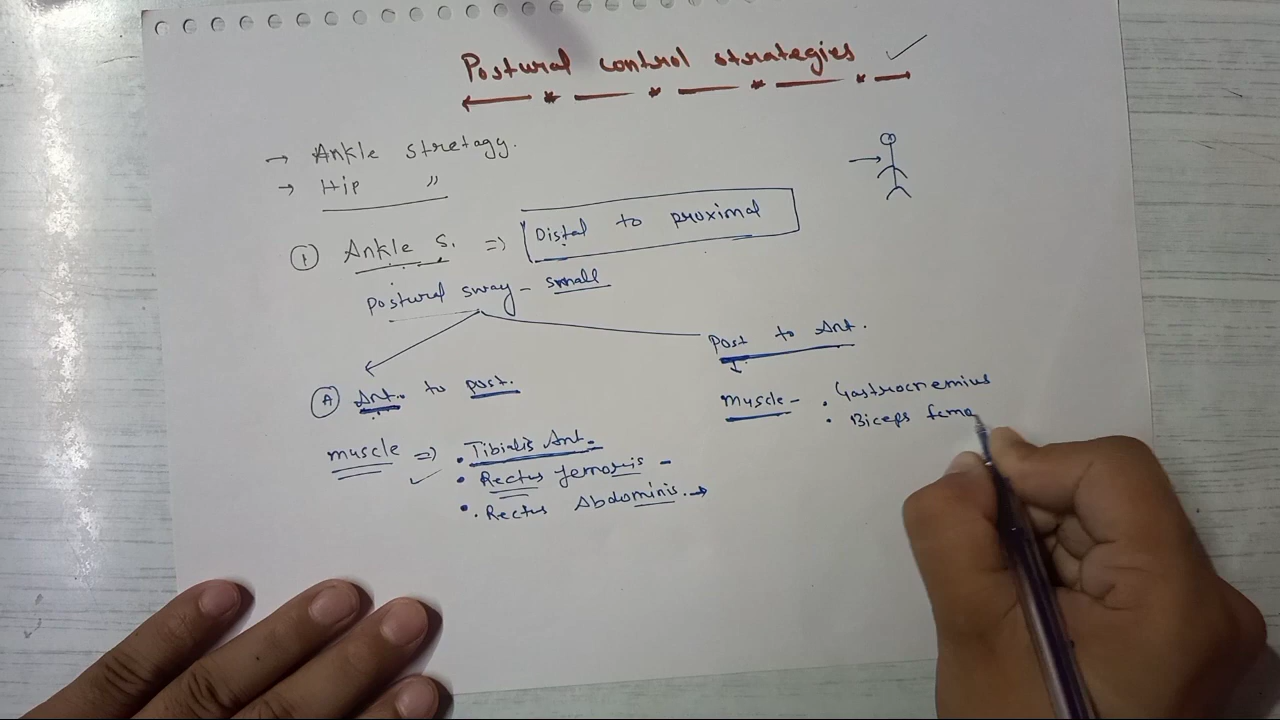 Postural control strategies
→ Ankle stretagy.
→ Hip "
① Ankle s. => Distal to proximal
Postural sway - small
Post to Ant.
Ⓐ Ant. to post.
muscle - . Gastrocnemius
. Biceps femo
muscle => . Tibialis Ant.
. Rectus femoris -
. Rectus Abdominis. →